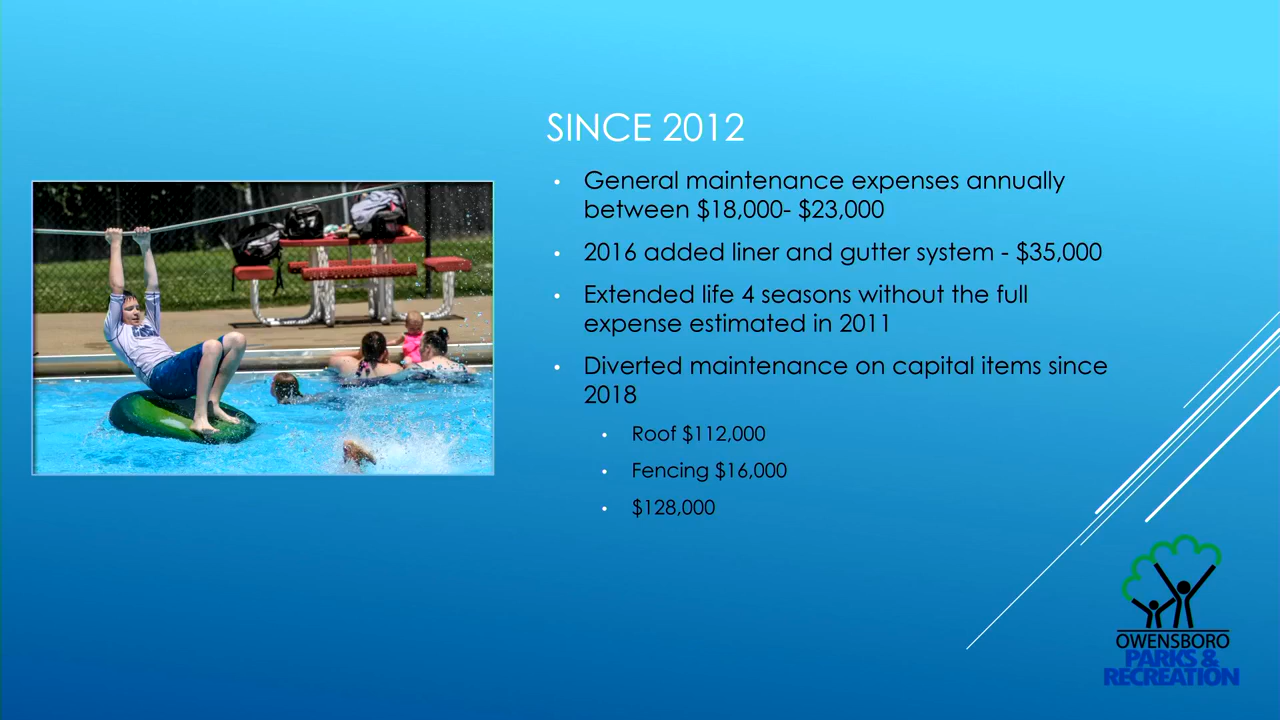 SINCE 2012
• General maintenance expenses annually
between $18,000- $23,000
• 2016 added liner and gutter system - $35,000
• Extended life 4 seasons without the full
expense estimated in 2011
• Diverted maintenance on capital items since
2018
• Roof $112,000
• Fencing $16,000
• $128,000
OWENSBORO
PARKS &
RECREATION